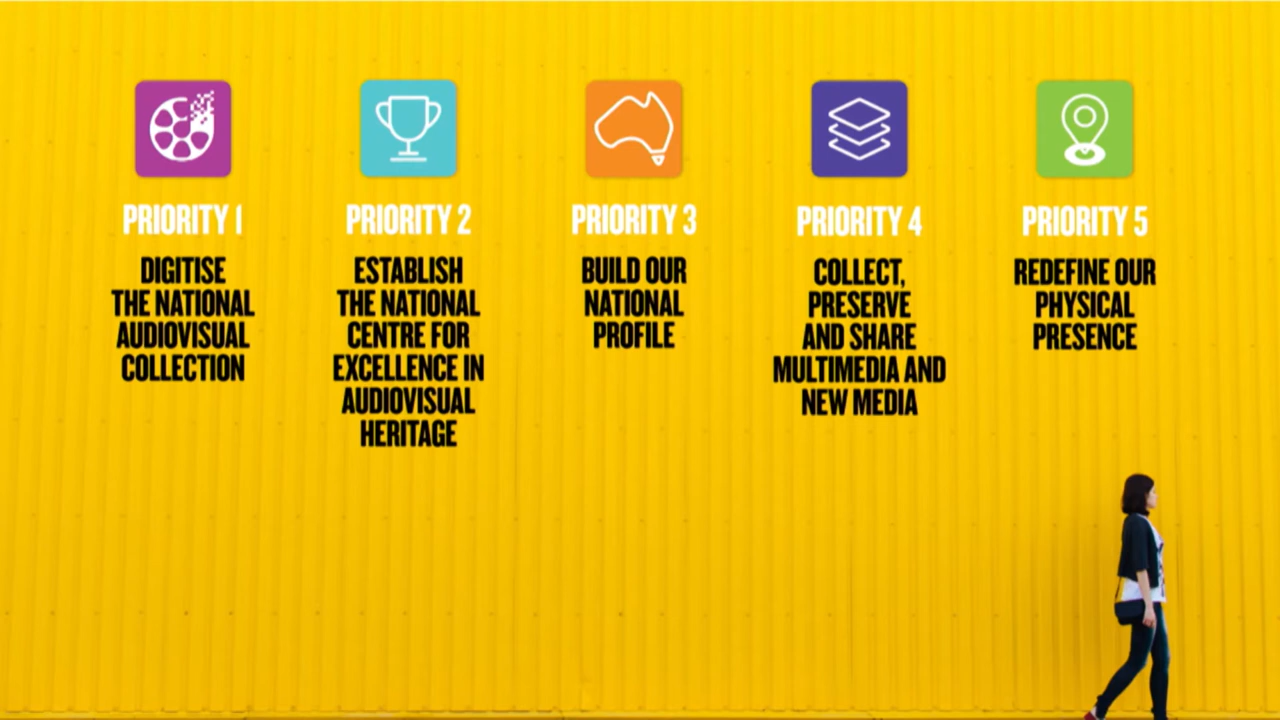 PRIORITY 1
DIGITISE
THE NATIONAL
AUDIOVISUAL
COLLECTION
PRIORITY 2
ESTABLISH
THE NATIONAL
CENTRE FOR
EXCELLENCE IN
AUDIOVISUAL
HERITAGE
PRIORITY 3
BUILD OUR
NATIONAL
PROFILE
PRIORITY 4
COLLECT,
PRESERVE
AND SHARE
MULTIMEDIA AND
NEW MEDIA
PRIORITY 5
REDEFINE OUR
PHYSICAL
PRESENCE